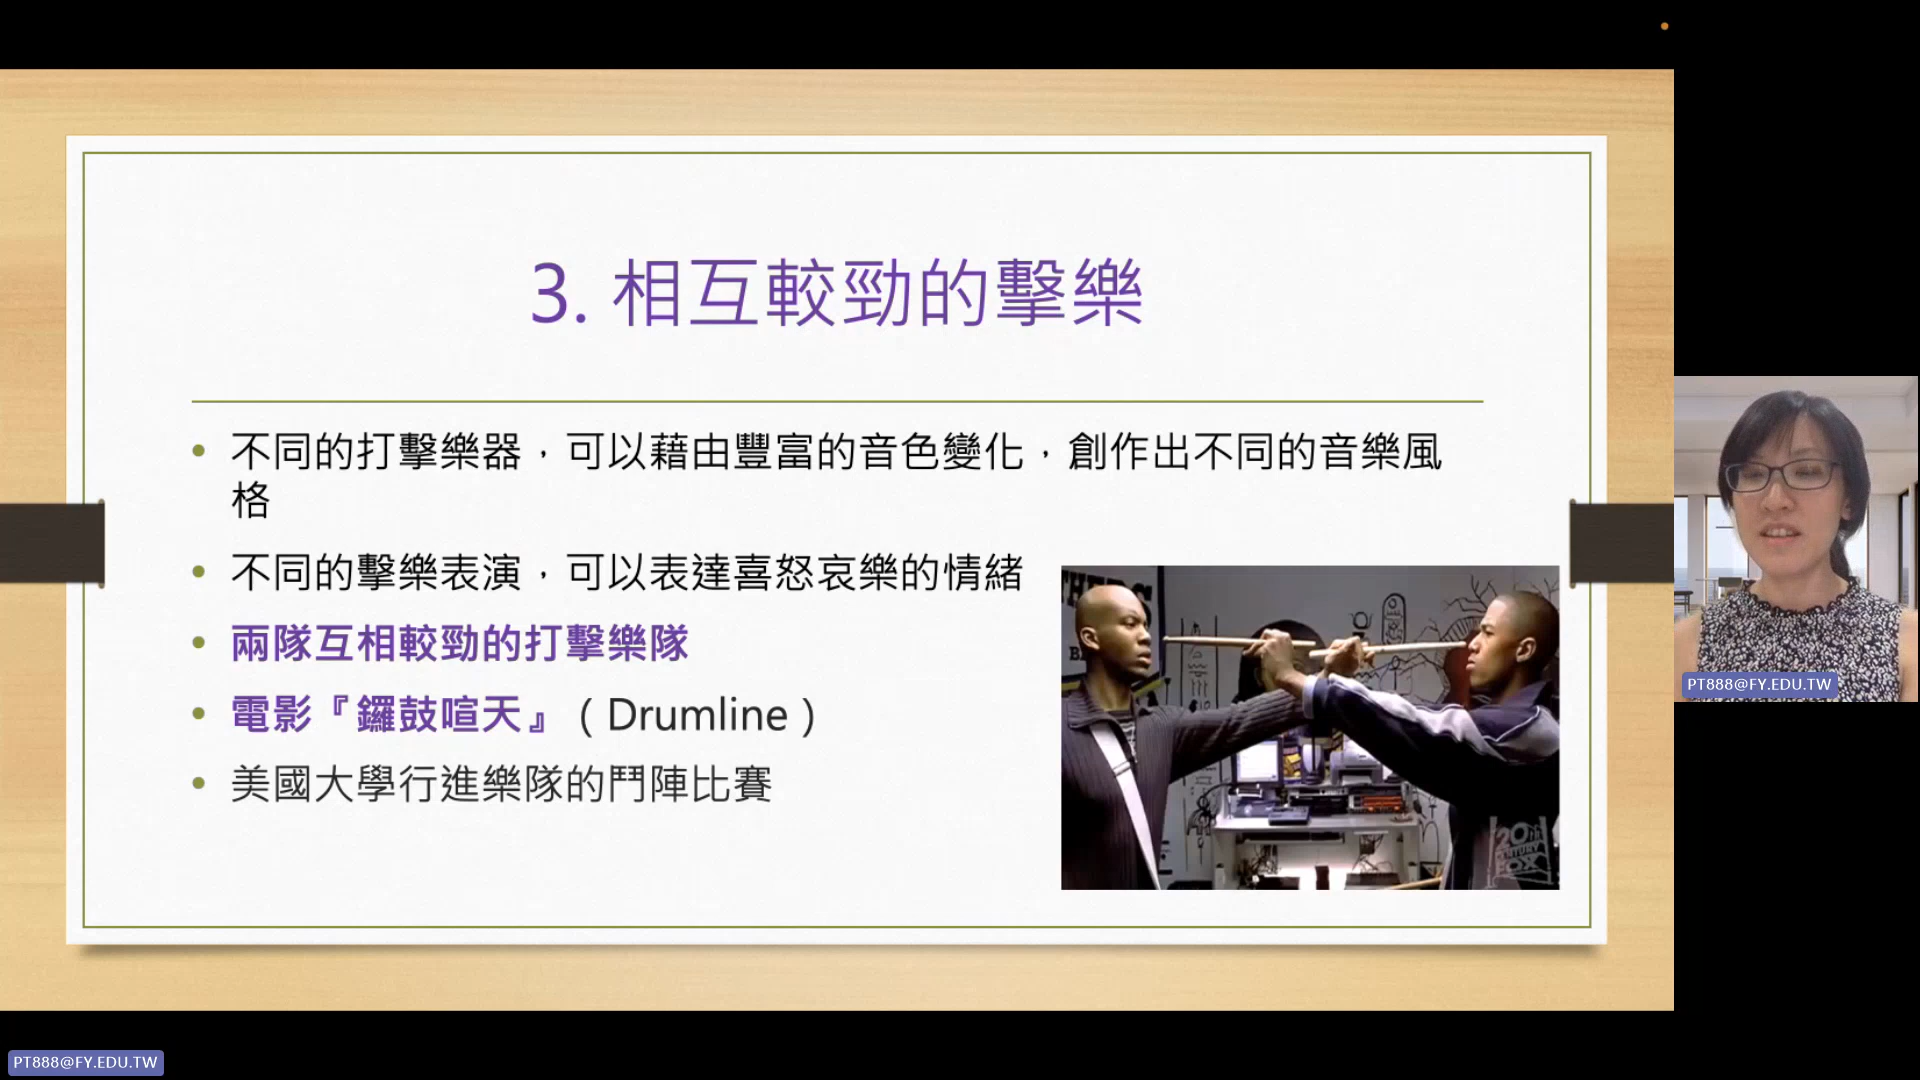 3. 相互較勁的擊樂
不同的打擊樂器，可以藉由豐富的音色變化，創作出不同的音樂風
格
不同的擊樂表演，可以表達喜怒哀樂的情緒
兩隊互相較勁的打擊樂隊
電影『鑼鼓喧天』（Drumline）
美國大學行進樂隊的鬥陣比賽
20th
CENTURY
FOX
PT888@FY.EDU.TW
PT888@FY.EDU.TW